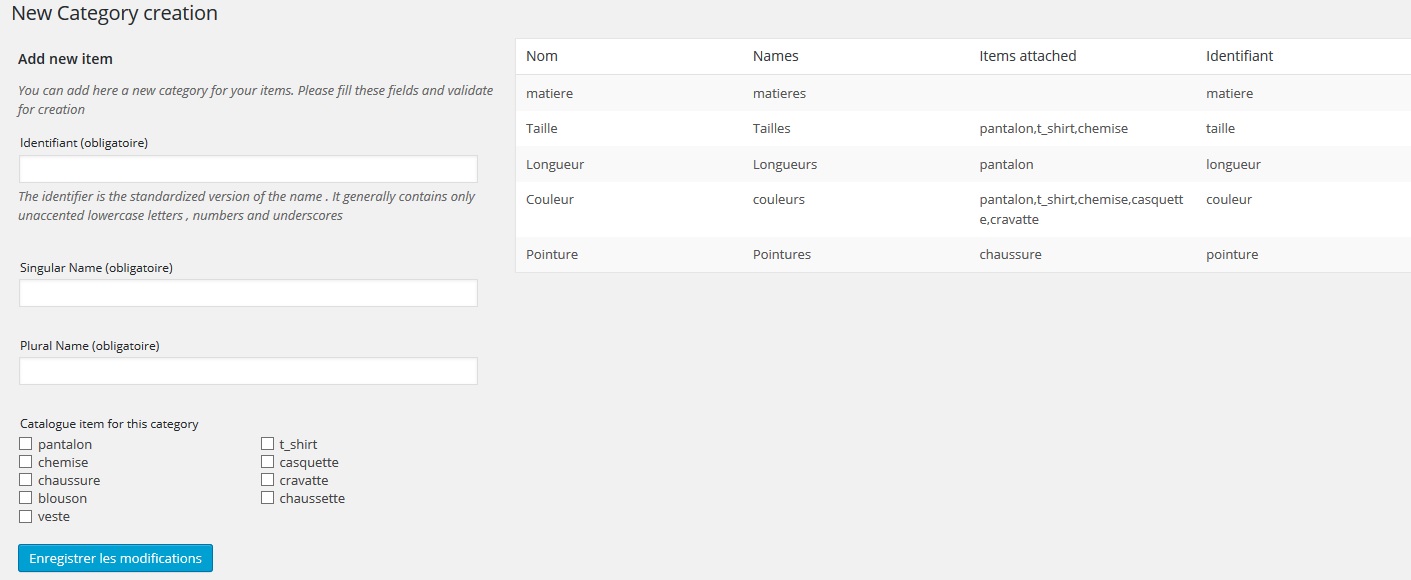 New Category creation
Add new item
You can add here a new category for your items. Please fill these fields and validate
for creation
Identifiant (obligatoire)
The identifier is the standardized version of the name . It generally contains only
unaccented lowercase letters , numbers and underscores
Singular Name (obligatoire)
Plural Name (obligatoire)
Catalogue item for this category
pantalon t_shirt
chemise casquette
chaussure cravatte
blouson chaussette
veste
Enregistrer les modifications
Nom Names Items attached Identifiant
matiere matieres matiere
Taille Tailles pantalon,t_shirt,chemise taille
Longueur Longueurs pantalon longueur
Couleur couleurs pantalon,t_shirt,chemise,casquett couleur
e,cravatte
Pointure Pointures chaussure pointure